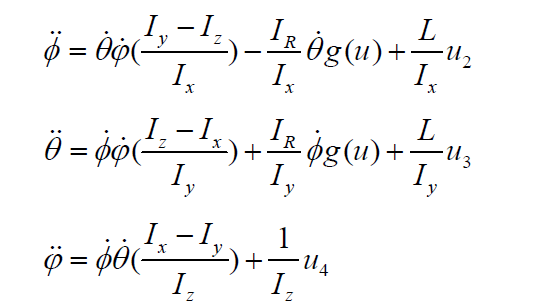 ϕ̈ = θ̇φ̇((I_y − I_z)/I_x) − (I_R/I_x) θ̇g(u) + (L/I_x) u_2
θ̈ = ϕ̇φ̇((I_z − I_x)/I_y) + (I_R/I_y) ϕ̇g(u) + (L/I_y) u_3
φ̈ = ϕ̇θ̇((I_x − I_y)/I_z) + (1/I_z) u_4